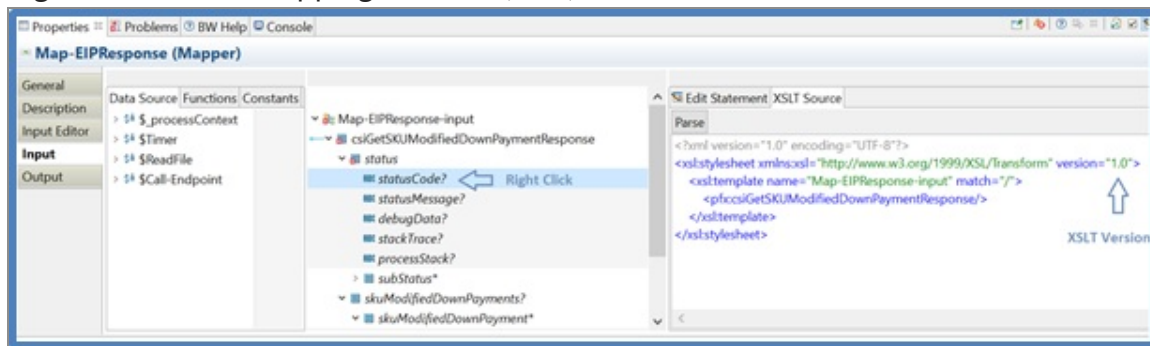 Properties Problems BW Help Console
Map-EIPResponse (Mapper)
General
Description
Input Editor
Input
Output
Data Source Functions Constants
> $_processContext
> $Timer
> $ReadFile
> $Call-Endpoint
Map-EIPResponse-input
csiGetSKUModifiedDownPaymentResponse
status
statusCode? Right Click
statusMessage?
debugData?
stackTrace?
processStack?
> subStatus*
skuModifiedDownPayments?
skuModifiedDownPayment*
Edit Statement XSLT Source
Parse
<?xml version="1.0" encoding="UTF-8"?>
<xsl:stylesheet xmlns:xsl="http://www.w3.org/1999/XSL/Transform" version="1.0">
<xsl:template name="Map-EIPResponse-input" match="/">
<pfx:csiGetSKUModifiedDownPaymentResponse/>
</xsl:template>
</xsl:stylesheet>
XSLT Version